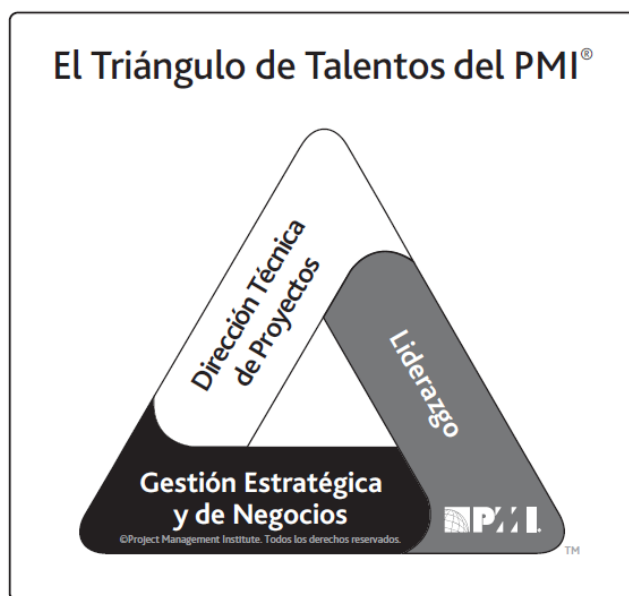 El Triángulo de Talentos del PMI®
Dirección Técnica
de Proyectos
Liderazgo
Gestión Estratégica
y de Negocios
©Project Management Institute. Todos los derechos reservados.
PMI.
TM